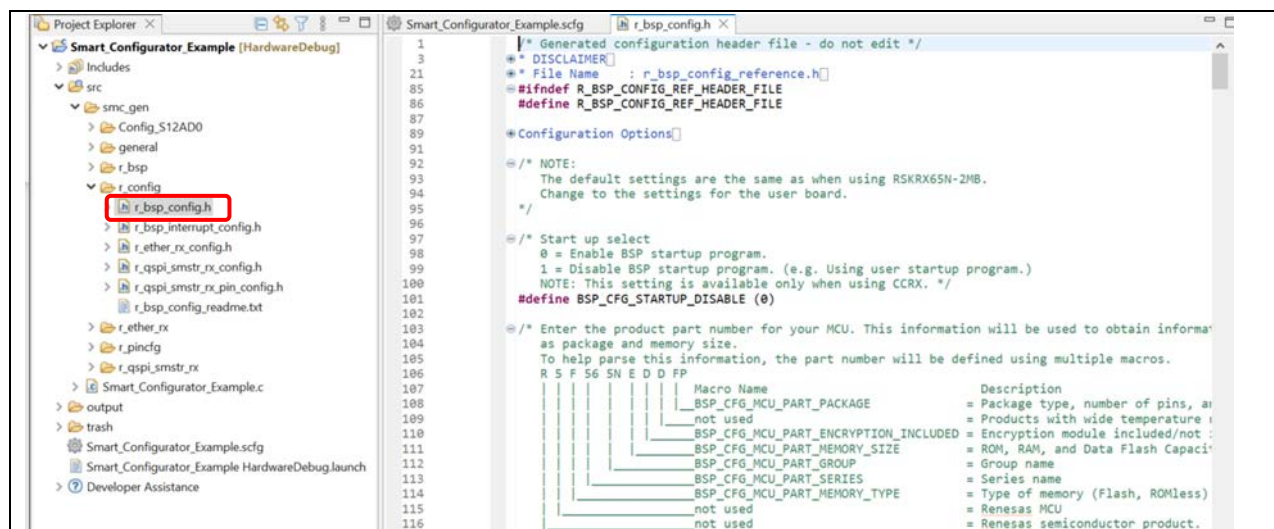 Project Explorer
Smart_Configurator_Example [HardwareDebug]
Includes
src
smc_gen
Config_S12AD0
general
r_bsp
r_config
r_bsp_config.h
r_bsp_interrupt_config.h
r_ether_rx_config.h
r_qspi_smstr_rx_config.h
r_qspi_smstr_rx_pin_config.h
r_bsp_config_readme.txt
r_ether_rx
r_pincfg
r_qspi_smstr_rx
Smart_Configurator_Example.c
output
trash
Smart_Configurator_Example.scfg
Smart_Configurator_Example HardwareDebug.launch
Developer Assistance
Smart_Configurator_Example.scfg r_bsp_config.h
1 /* Generated configuration header file - do not edit */
3 * DISCLAIMER
21 * File Name : r_bsp_config_reference.h
85 #ifndef R_BSP_CONFIG_REF_HEADER_FILE
86 #define R_BSP_CONFIG_REF_HEADER_FILE
87
89 Configuration Options
91
92 /* NOTE:
93 The default settings are the same as when using RSKRX65N-2MB.
94 Change to the settings for the user board.
95 */
96
97 /* Start up select
98 0 = Enable BSP startup program.
99 1 = Disable BSP startup program. (e.g. Using user startup program.)
100 NOTE: This setting is available only when using CCRX. */
101 #define BSP_CFG_STARTUP_DISABLE (0)
102
103 /* Enter the product part number for your MCU. This information will be used to obtain informat
104 as package and memory size.
105 To help parse this information, the part number will be defined using multiple macros.
106 R 5 F 56 5N E D D FP
107 | | | | | | | | | Macro Name Description
108 | | | | | | | | |__BSP_CFG_MCU_PART_PACKAGE = Package type, number of pins, a
109 | | | | | | | |____not used = Products with wide temperature
110 | | | | | | |______BSP_CFG_MCU_PART_ENCRYPTION_INCLUDED = Encryption module included/not
111 | | | | | |________BSP_CFG_MCU_PART_MEMORY_SIZE = ROM, RAM, and Data Flash Capaci
112 | | | | |___________BSP_CFG_MCU_PART_GROUP = Group name
113 | | | |______________BSP_CFG_MCU_PART_SERIES = Series name
114 | | |________________BSP_CFG_MCU_PART_MEMORY_TYPE = Type of memory (Flash, ROMless)
115 | |__________________not used = Renesas MCU
116 |____________________not used = Renesas semiconductor product.